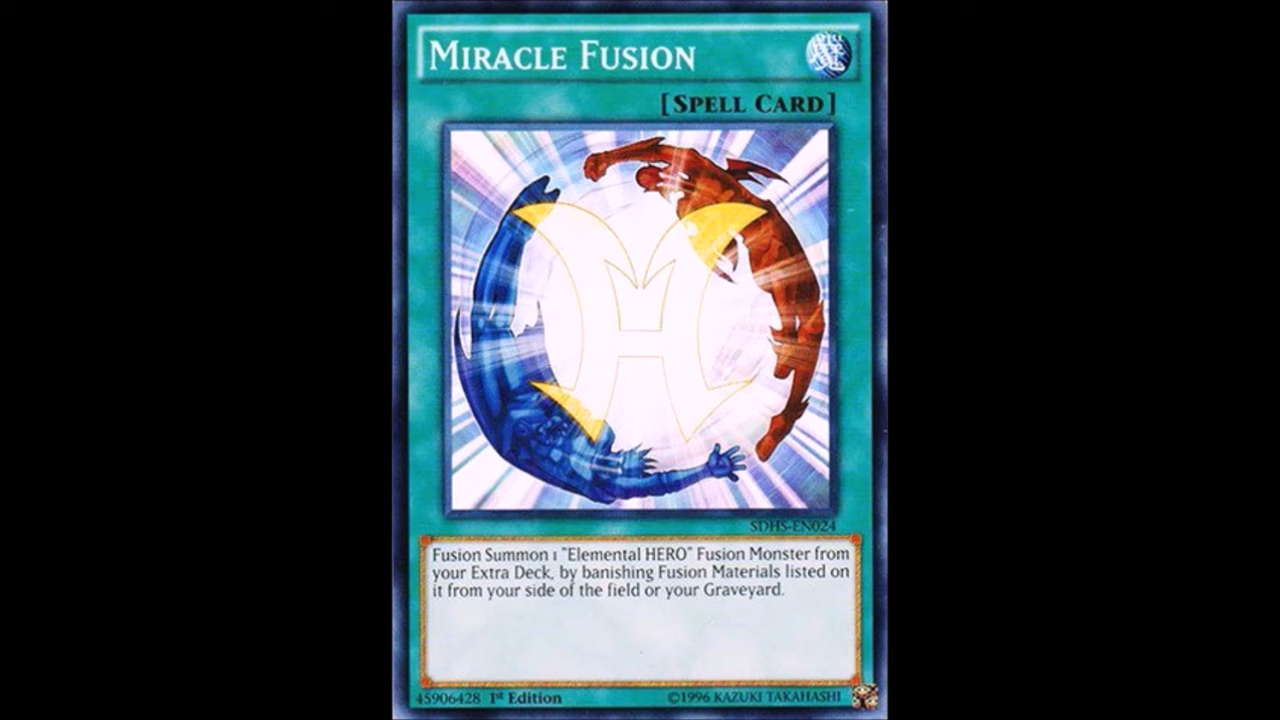 MIRACLE FUSION
[SPELL CARD]
SDHS-EN024
Fusion Summon 1 "Elemental HERO" Fusion Monster from
your Extra Deck, by banishing Fusion Materials listed on
it from your side of the field or your Graveyard.
45906428 1st Edition ©1996 KAZUKI TAKAHASHI